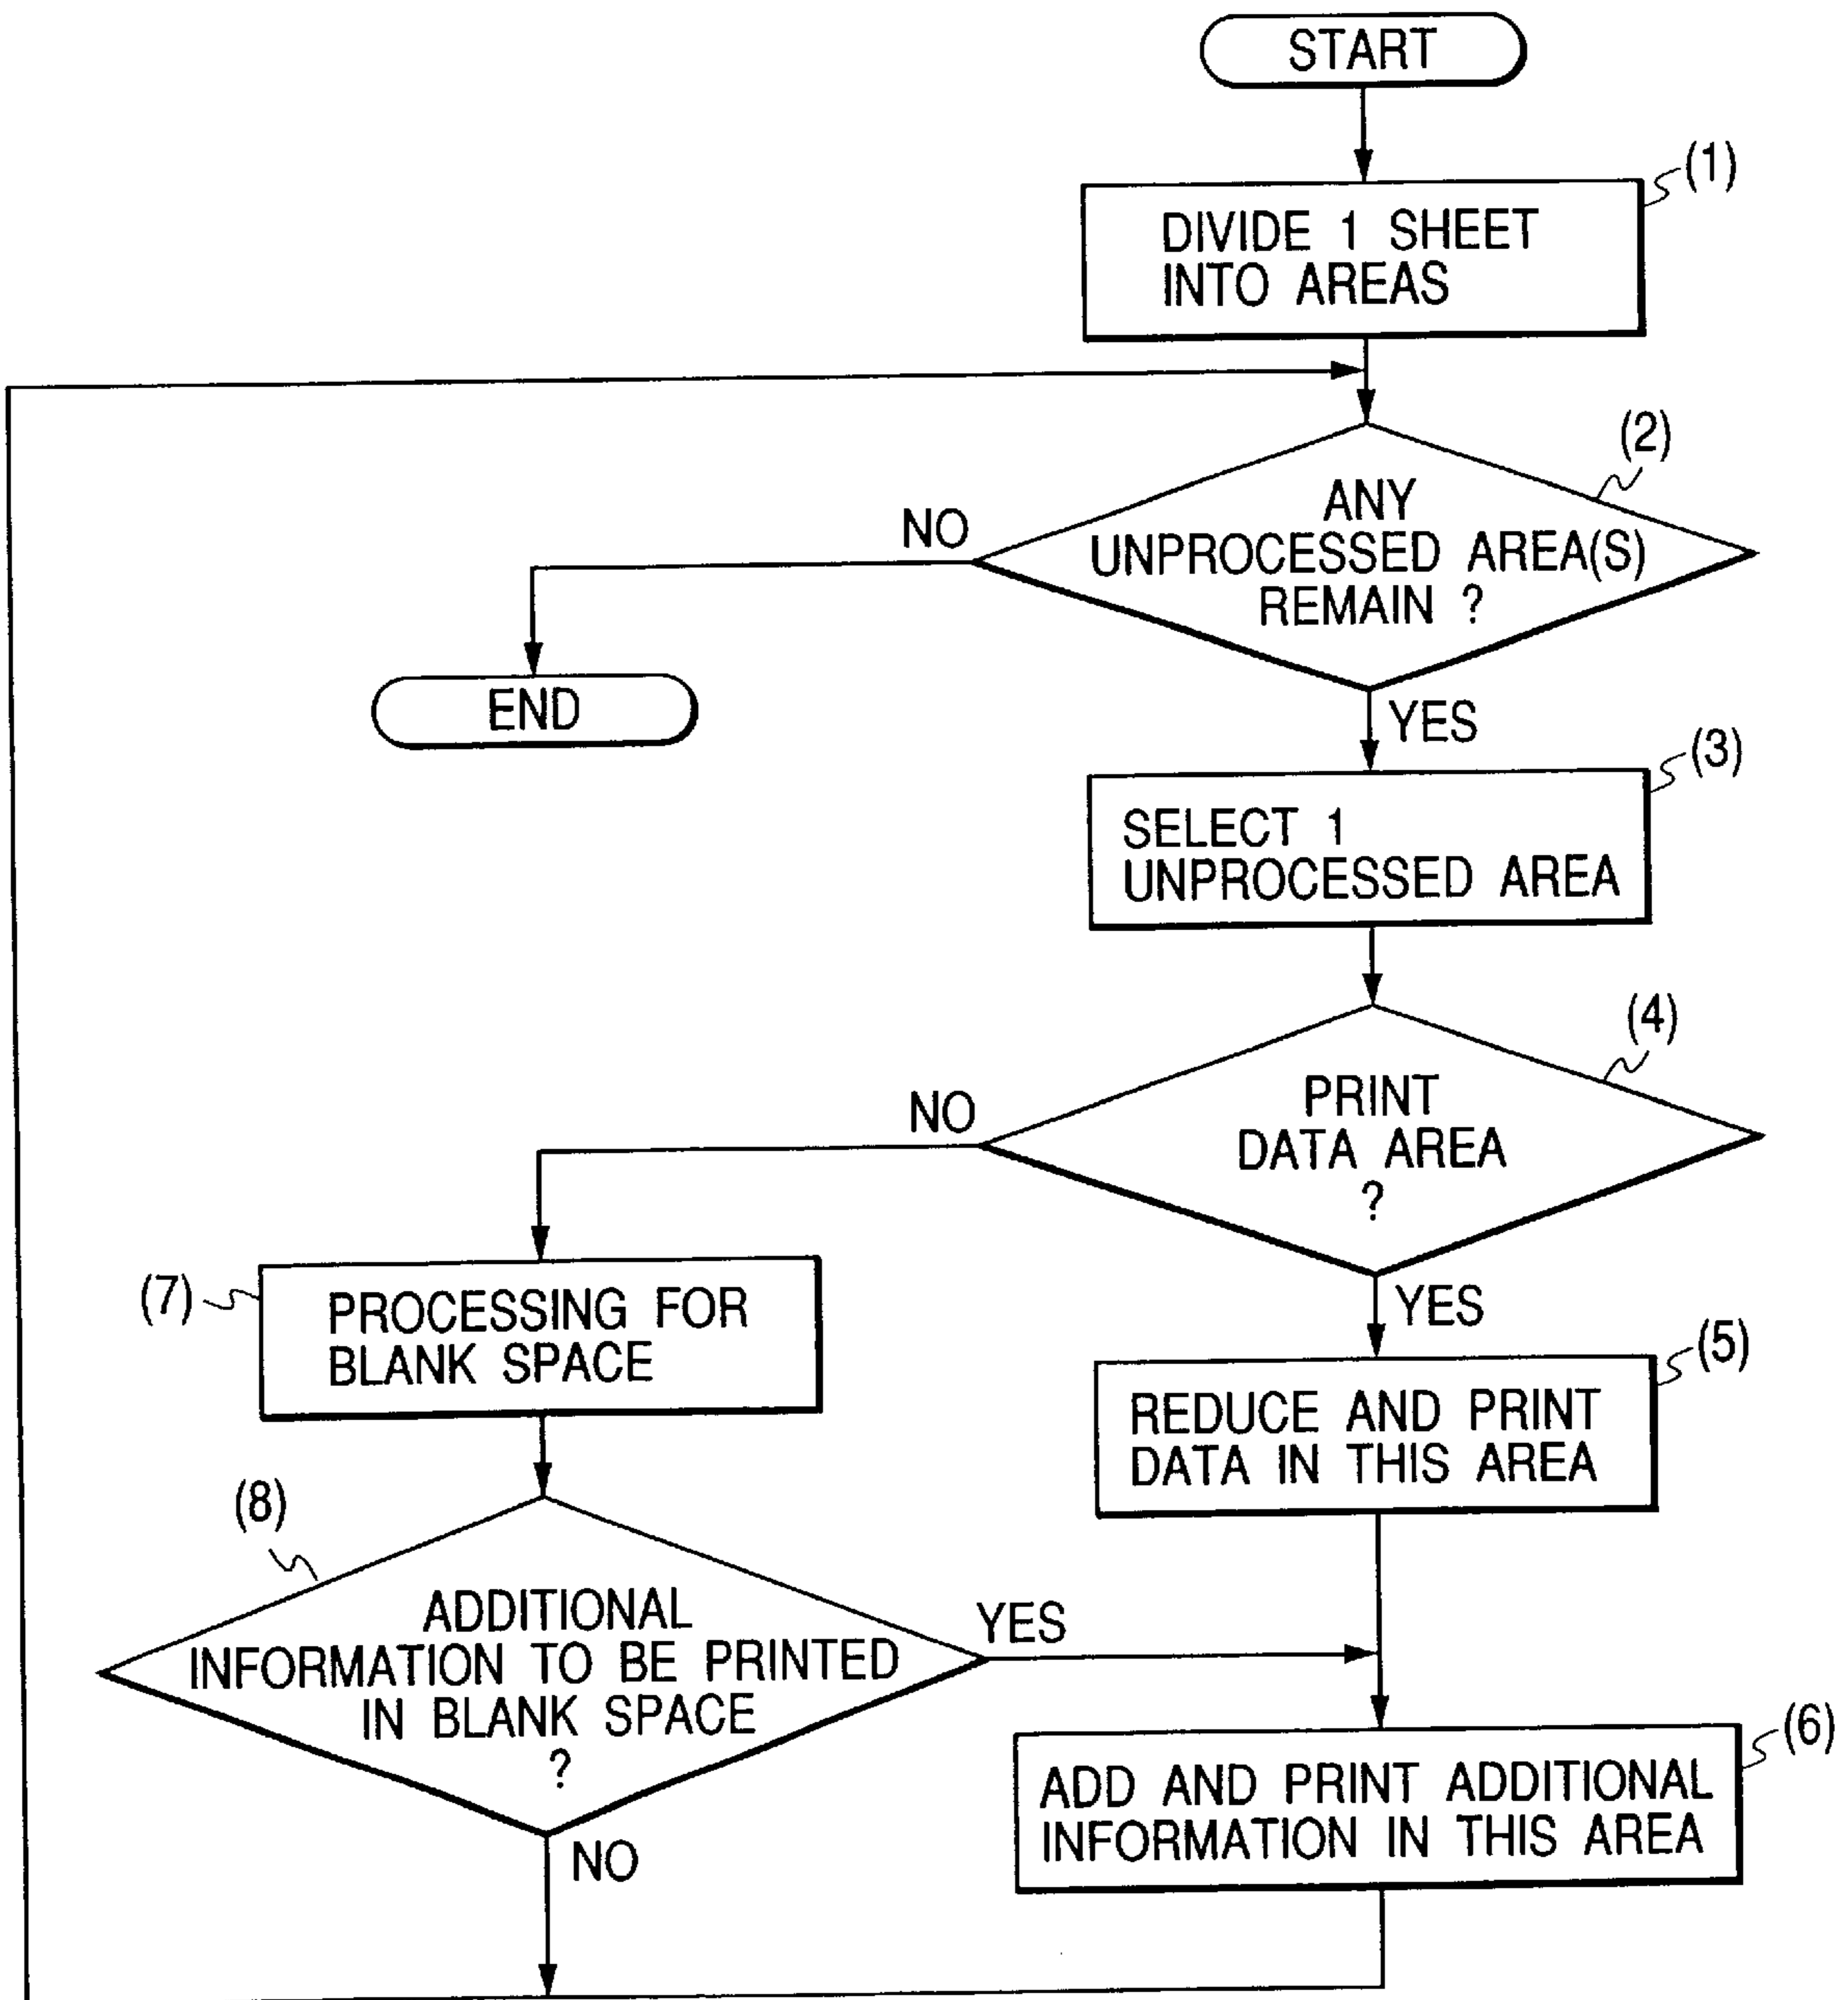 START
(1)
DIVIDE 1 SHEET
INTO AREAS
(2)
ANY
UNPROCESSED AREA(S)
REMAIN ?
NO
END
YES
(3)
SELECT 1
UNPROCESSED AREA
(4)
PRINT
DATA AREA
?
NO
YES
(7)
PROCESSING FOR
BLANK SPACE
(5)
REDUCE AND PRINT
DATA IN THIS AREA
(8)
ADDITIONAL
INFORMATION TO BE PRINTED
IN BLANK SPACE
?
YES
NO
(6)
ADD AND PRINT ADDITIONAL
INFORMATION IN THIS AREA